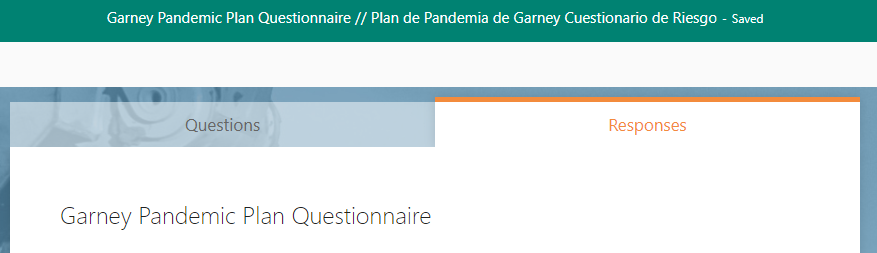 Garney Pandemic Plan Questionnaire // Plan de Pandemia de Garney Cuestionario de Riesgo - Saved
Questions
Responses
Garney Pandemic Plan Questionnaire